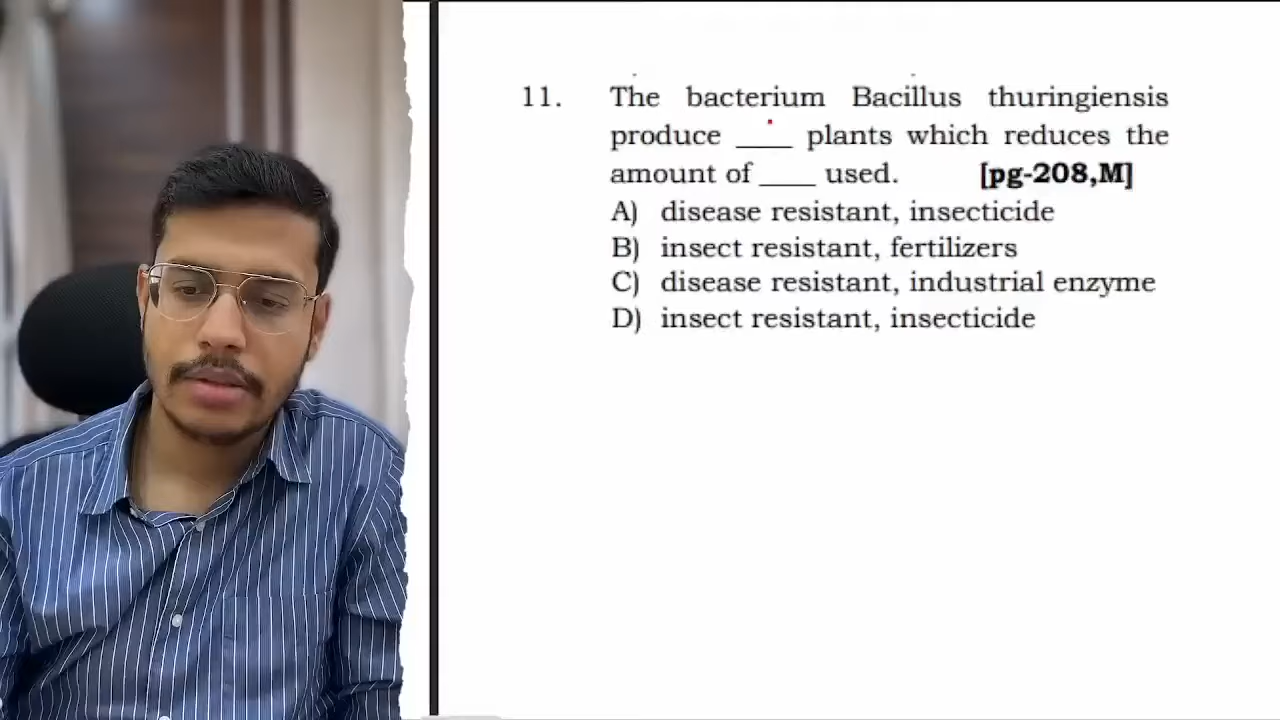 11. The bacterium Bacillus thuringiensis
produce ____ plants which reduces the
amount of ____ used. [pg-208,M]
A) disease resistant, insecticide
B) insect resistant, fertilizers
C) disease resistant, industrial enzyme
D) insect resistant, insecticide